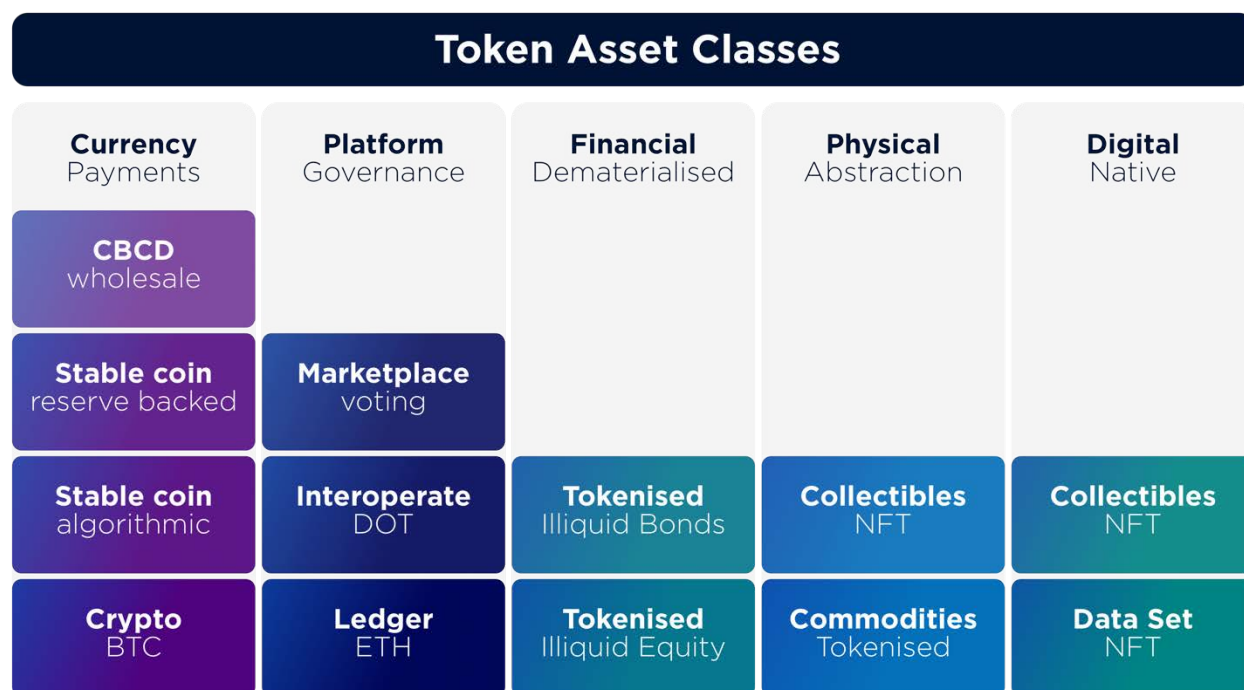 Token Asset Classes
Currency
Payments
Platform
Governance
Financial
Dematerialised
Physical
Abstraction
Digital
Native
CBCD
wholesale
Stable coin
reserve backed
Marketplace
voting
Stable coin
algorithmic
Interoperate
DOT
Tokenised
Illiquid Bonds
Collectibles
NFT
Collectibles
NFT
Crypto
BTC
Ledger
ETH
Tokenised
Illiquid Equity
Commodities
Tokenised
Data Set
NFT